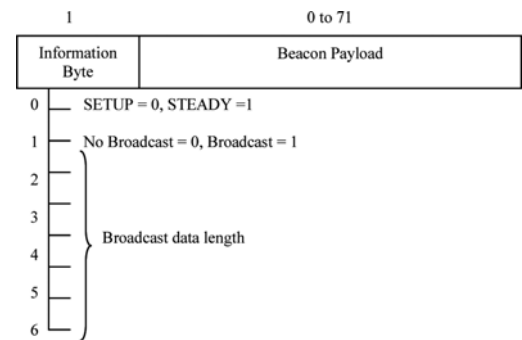 1 0 to 71
Information Byte Beacon Payload
0 SETUP = 0, STEADY =1
1 No Broadcast = 0, Broadcast = 1
2
3
Broadcast data length
4
5
6